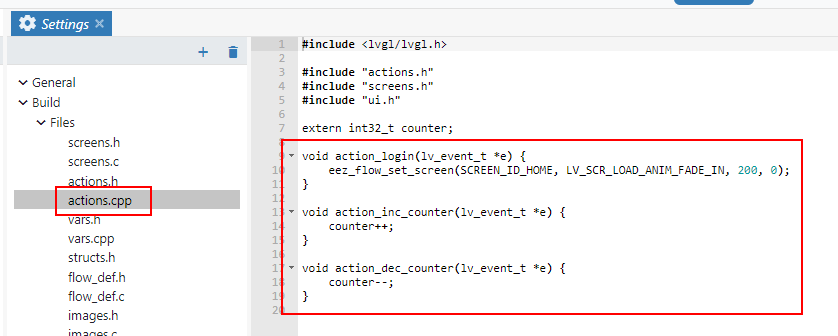 Settings ×
+
General
Build
Files
screens.h
screens.c
actions.h
actions.cpp
vars.h
vars.cpp
structs.h
flow_def.h
flow_def.c
images.h
images.c
1 #include <lvgl/lvgl.h>
2
3 #include "actions.h"
4 #include "screens.h"
5 #include "ui.h"
6
7 extern int32_t counter;
8
9 void action_login(lv_event_t *e) {
10     eez_flow_set_screen(SCREEN_ID_HOME, LV_SCR_LOAD_ANIM_FADE_IN, 200, 0);
11 }
12
13 void action_inc_counter(lv_event_t *e) {
14     counter++;
15 }
16
17 void action_dec_counter(lv_event_t *e) {
18     counter--;
19 }
20